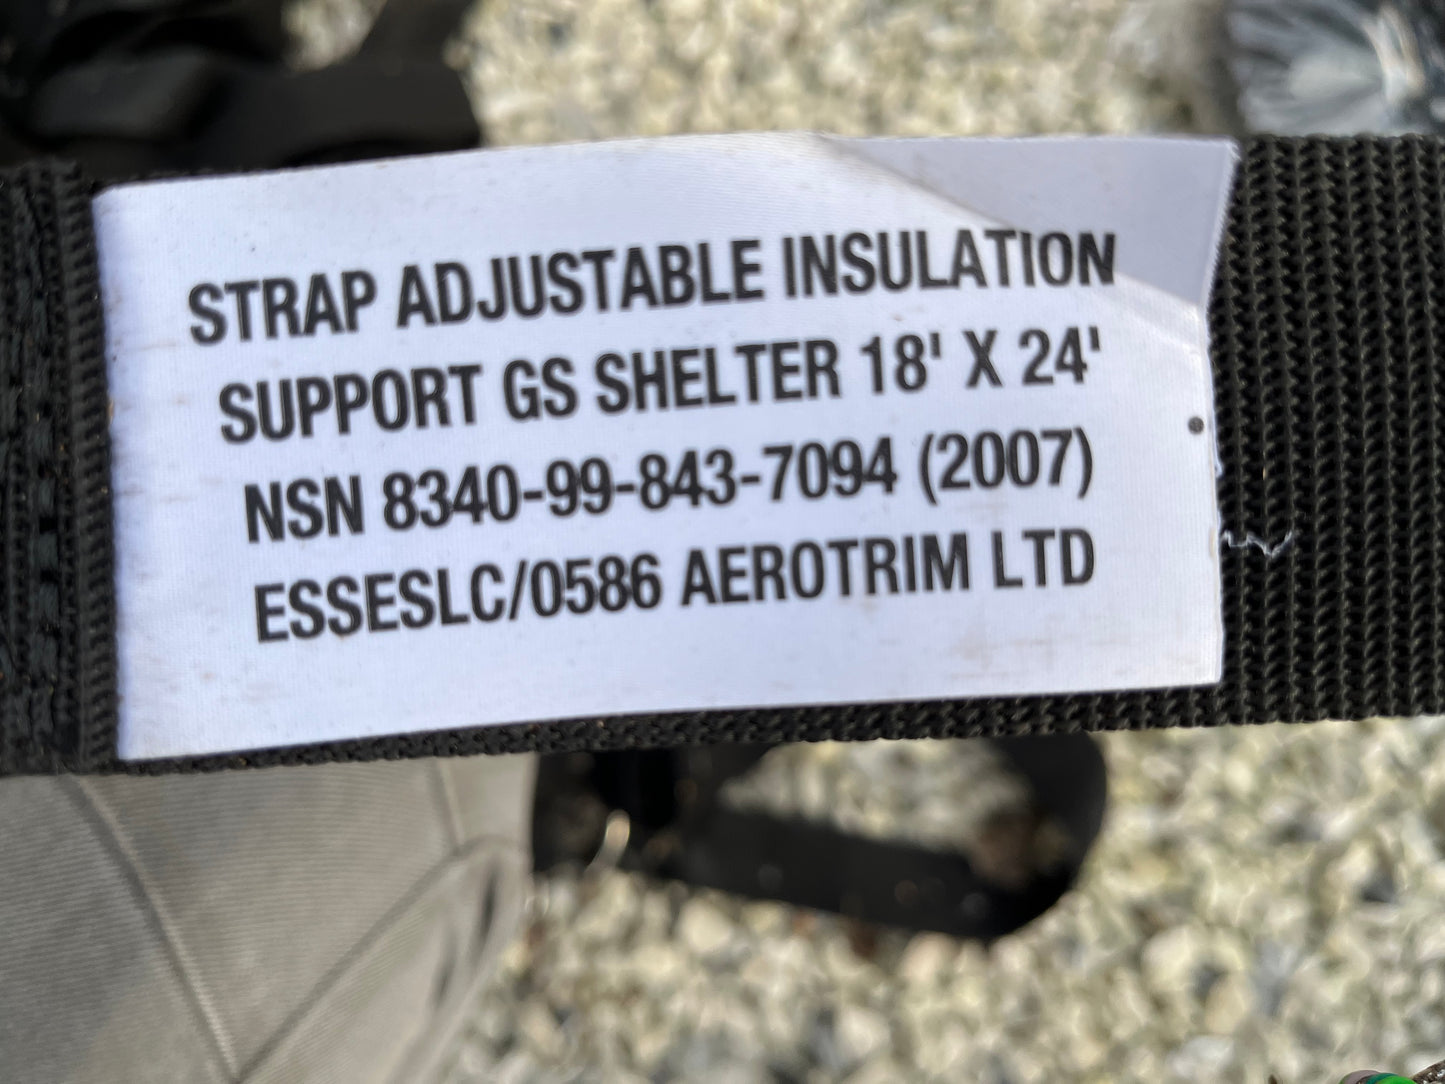 STRAP ADJUSTABLE INSULATION
SUPPORT GS SHELTER 18' X 24'
NSN 8340-99-843-7094 (2007)
ESSESLC/0586 AEROTRIM LTD